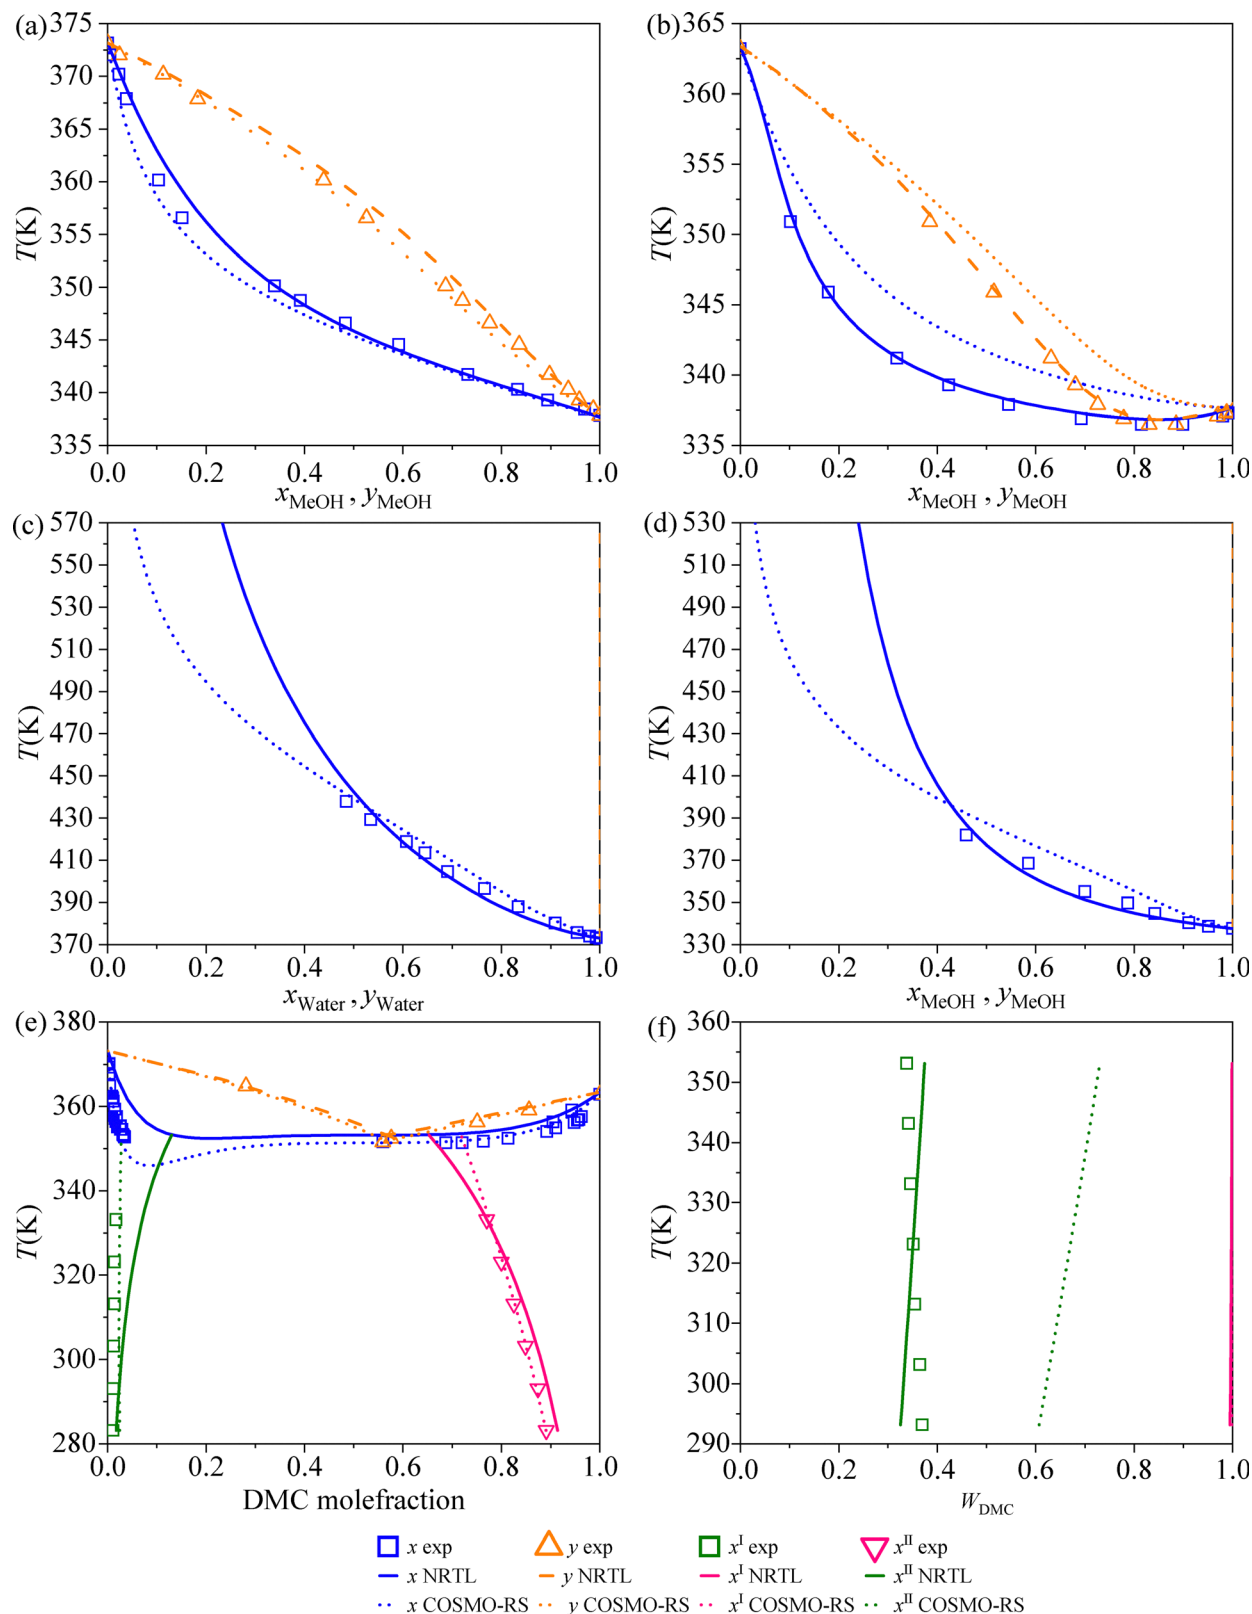 (a)
375
370
365
360
355
350
345
340
335
T(K)
0.0 0.2 0.4 0.6 0.8 1.0
xMeOH , yMeOH
(b)
365
360
355
350
345
340
335
T(K)
0.0 0.2 0.4 0.6 0.8 1.0
xMeOH , yMeOH
(c)
570
550
530
510
490
470
450
430
410
390
370
T(K)
0.0 0.2 0.4 0.6 0.8 1.0
xWater , yWater
(d)
530
510
490
470
450
430
410
390
370
350
330
T(K)
0.0 0.2 0.4 0.6 0.8 1.0
xMeOH , yMeOH
(e)
380
360
340
320
300
280
T(K)
0.0 0.2 0.4 0.6 0.8 1.0
DMC molefraction
(f)
360
350
340
330
320
310
300
290
T(K)
0.0 0.2 0.4 0.6 0.8 1.0
wDMC
x exp y exp xI exp xII exp
x NRTL y NRTL xI NRTL xII NRTL
x COSMO-RS y COSMO-RS xI COSMO-RS xII COSMO-RS